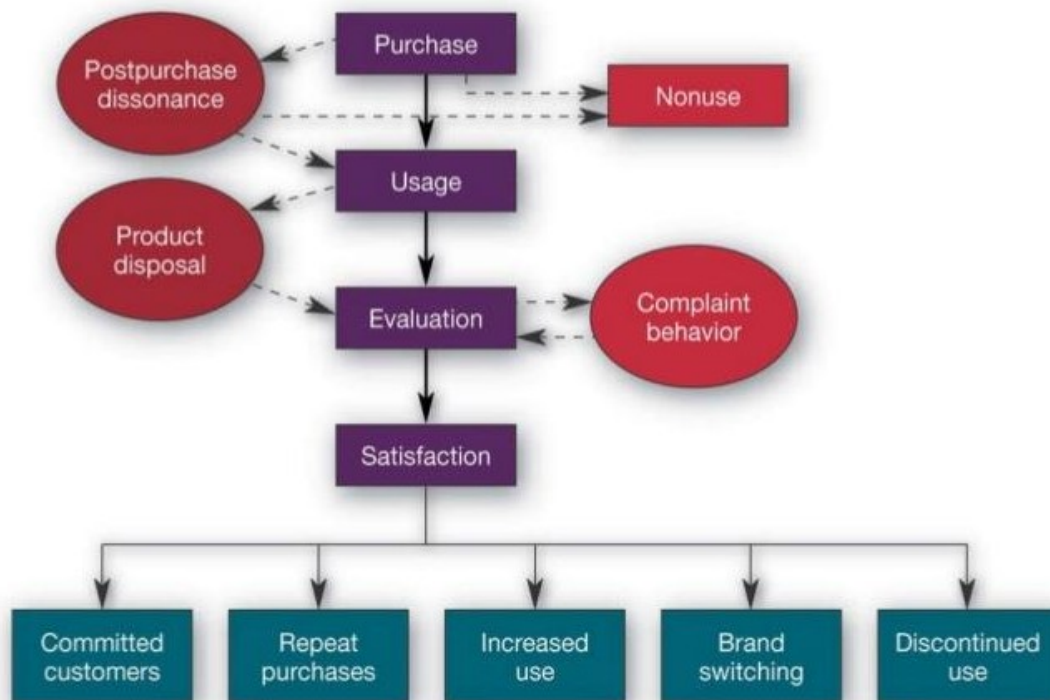 Purchase
Postpurchase
dissonance
Nonuse
Usage
Product
disposal
Evaluation
Complaint
behavior
Satisfaction
Committed
customers
Repeat
purchases
Increased
use
Brand
switching
Discontinued
use